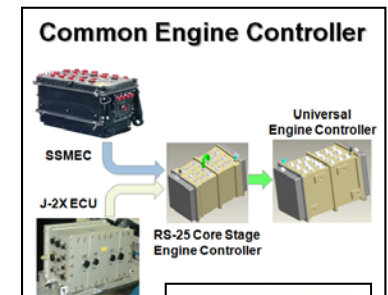 Common Engine Controller
SSMEC
Universal
Engine Controller
J-2X ECU
RS-25 Core Stage
Engine Controller